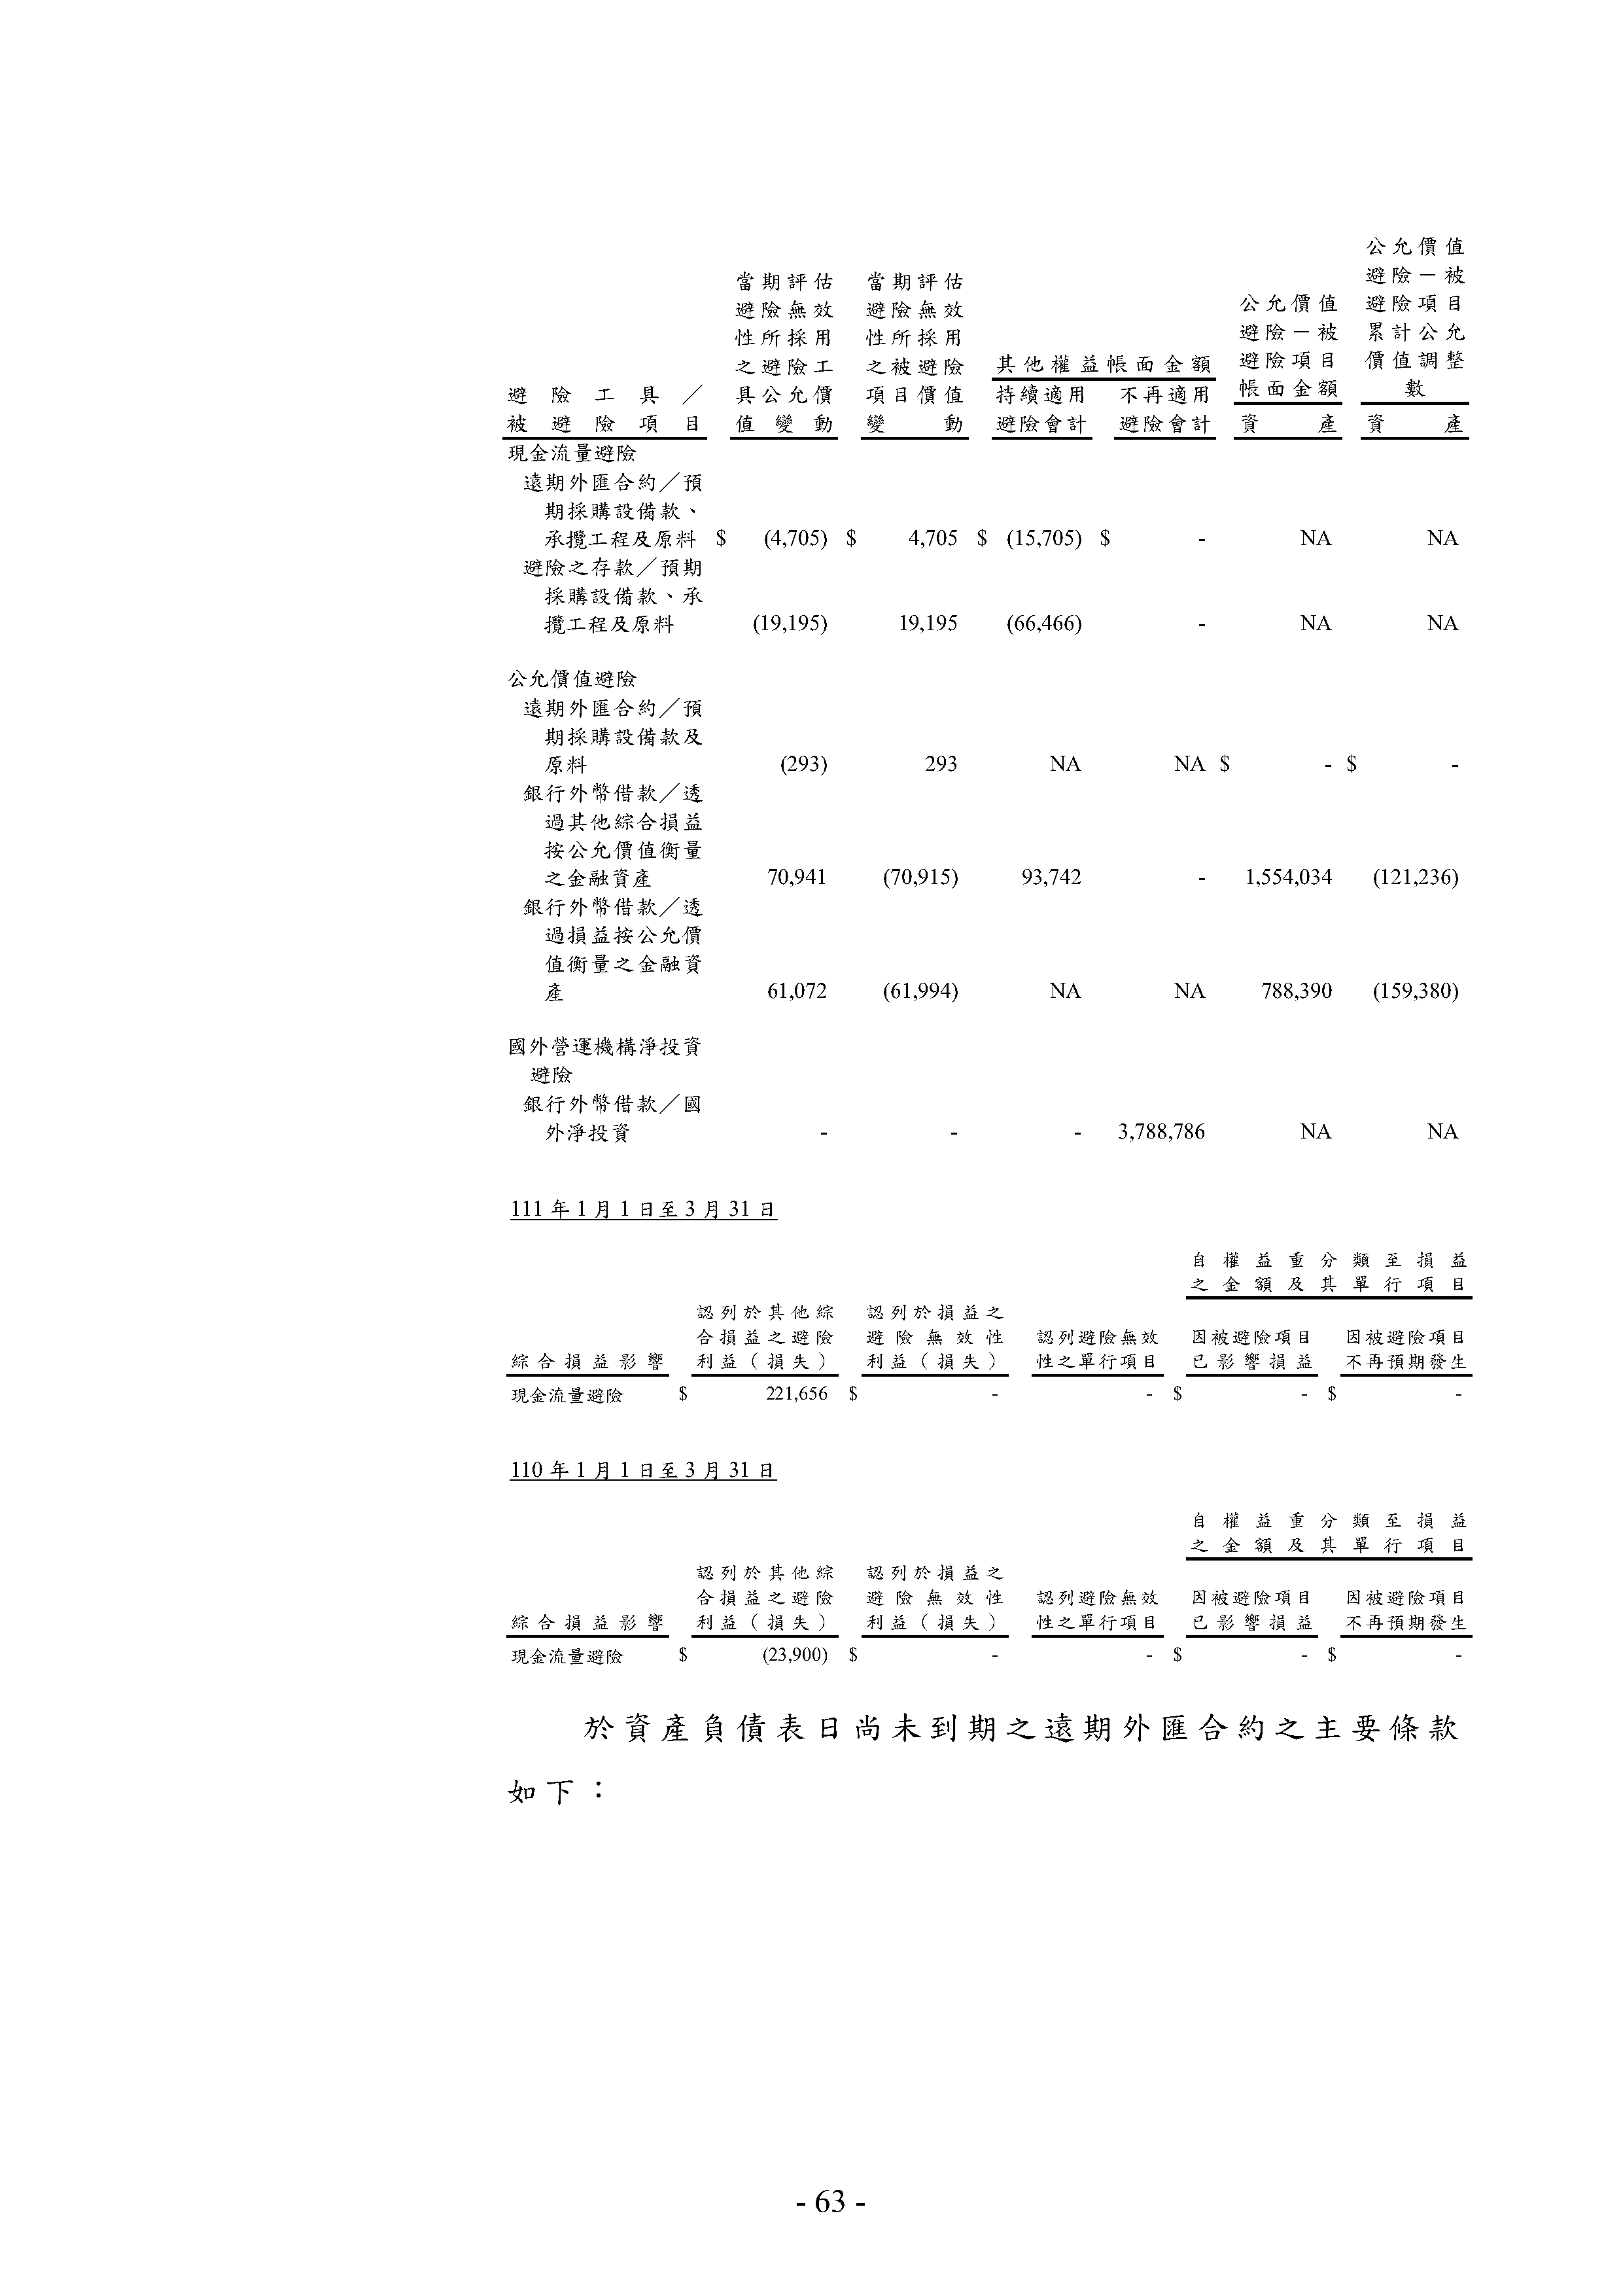 公允價值
當期評估 當期評估 避險－被
避險無效 避險無效 公允價值 避險項目
性所採用 性所採用 避險－被 累計公允
之避險工 之被避險 其他權益帳面金額 避險項目 價值調整
避險工具／ 具公允價 項目價值 持續適用 不再適用 帳面金額 數
被避險項目 值變動 變動 避險會計 避險會計 資產 資產
現金流量避險
遠期外匯合約／預
期採購設備款、
承攬工程及原料 $ (4,705) $ 4,705 $ (15,705) $ - NA NA
避險之存款／預期
採購設備款、承
攬工程及原料 (19,195) 19,195 (66,466) - NA NA
公允價值避險
遠期外匯合約／預
期採購設備款及
原料 (293) 293 NA NA $ - $ -
銀行外幣借款／透
過其他綜合損益
按公允價值衡量
之金融資產 70,941 (70,915) 93,742 - 1,554,034 (121,236)
銀行外幣借款／透
過損益按公允價
值衡量之金融資
產 61,072 (61,994) NA NA 788,390 (159,380)
國外營運機構淨投資
避險
銀行外幣借款／國
外淨投資 - - - 3,788,786 NA NA
111 年 1 月 1 日至 3 月 31 日
自權益重分類至損益
之金額及其單行項目
認列於其他綜 認列於損益之
合損益之避險 避險無效性 認列避險無效 因被避險項目 因被避險項目
綜合損益影響 利益（損失） 利益（損失） 性之單行項目 已影響損益 不再預期發生
現金流量避險 $ 221,656 $ - - $ - $ -
110 年 1 月 1 日至 3 月 31 日
自權益重分類至損益
之金額及其單行項目
認列於其他綜 認列於損益之
合損益之避險 避險無效性 認列避險無效 因被避險項目 因被避險項目
綜合損益影響 利益（損失） 利益（損失） 性之單行項目 已影響損益 不再預期發生
現金流量避險 $ (23,900) $ - - $ - $ -
於資產負債表日尚未到期之遠期外匯合約之主要條款
如下：
- 63 -